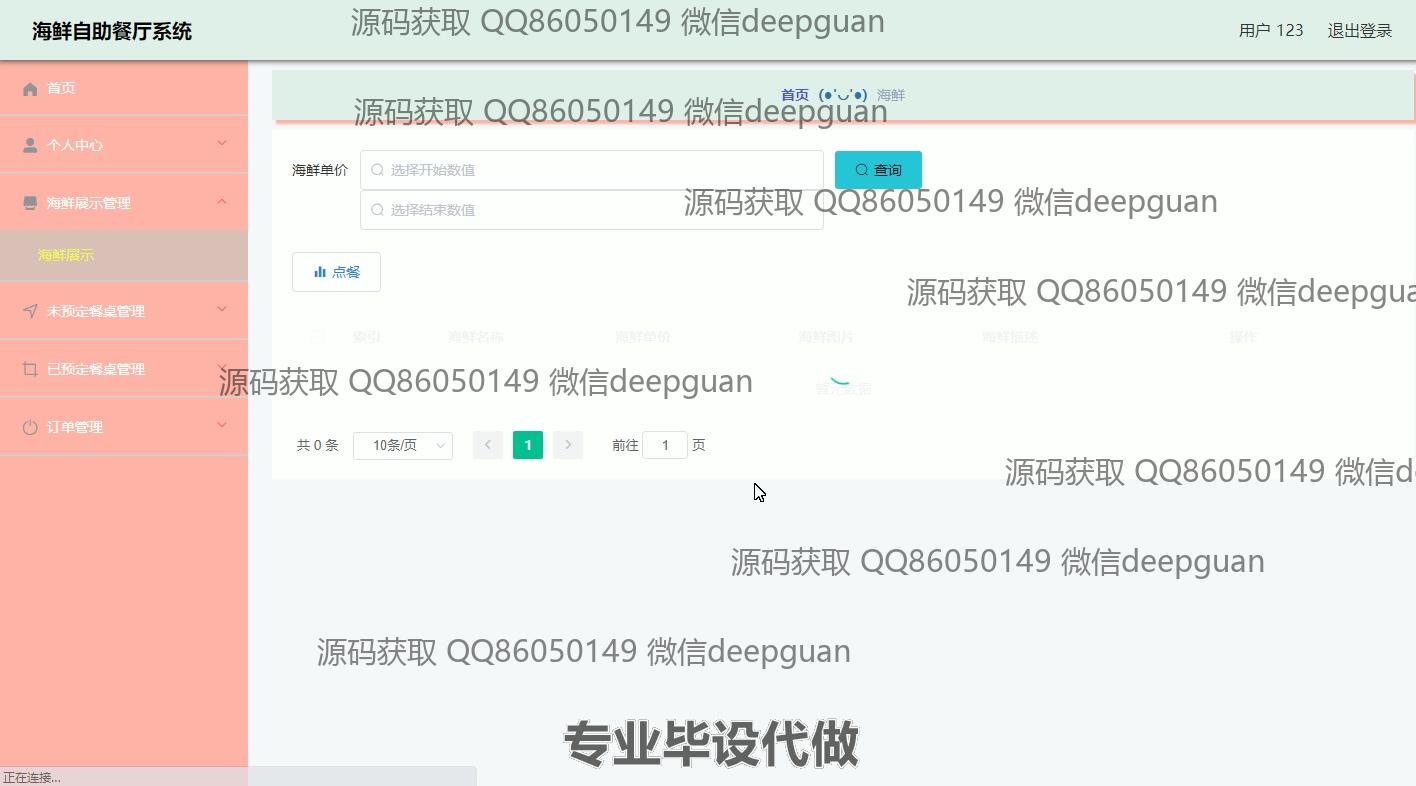 海鲜自助餐厅系统
源码获取 QQ86050149 微信deepguan
用户 123 退出登录
首页
首页 (●'◡'●) 海鲜
源码获取 QQ86050149 微信deepguan
个人中心
海鲜单价 选择开始数值 查询
海鲜展示管理
选择结束数值
源码获取 QQ86050149 微信deepguan
海鲜展示
点餐
源码获取 QQ86050149 微信deepgua
未预定餐桌管理
索引 海鲜名称 海鲜单价 海鲜图片 海鲜描述 操作
已预定餐桌管理
源码获取 QQ86050149 微信deepguan
暂无数据
订单管理
共 0 条 10条/页 1 前往 1 页
源码获取 QQ86050149 微信d
源码获取 QQ86050149 微信deepguan
源码获取 QQ86050149 微信deepguan
专业毕设代做
正在连接...